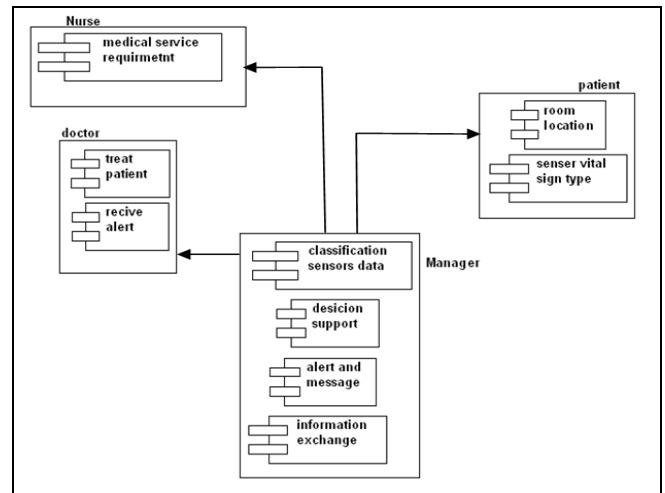 Nurse
medical service
requirmetnt
patient
room
location
senser vital
sign type
doctor
treat
patient
recive
alert
Manager
classification
sensors data
desicion
support
alert and
message
information
exchange